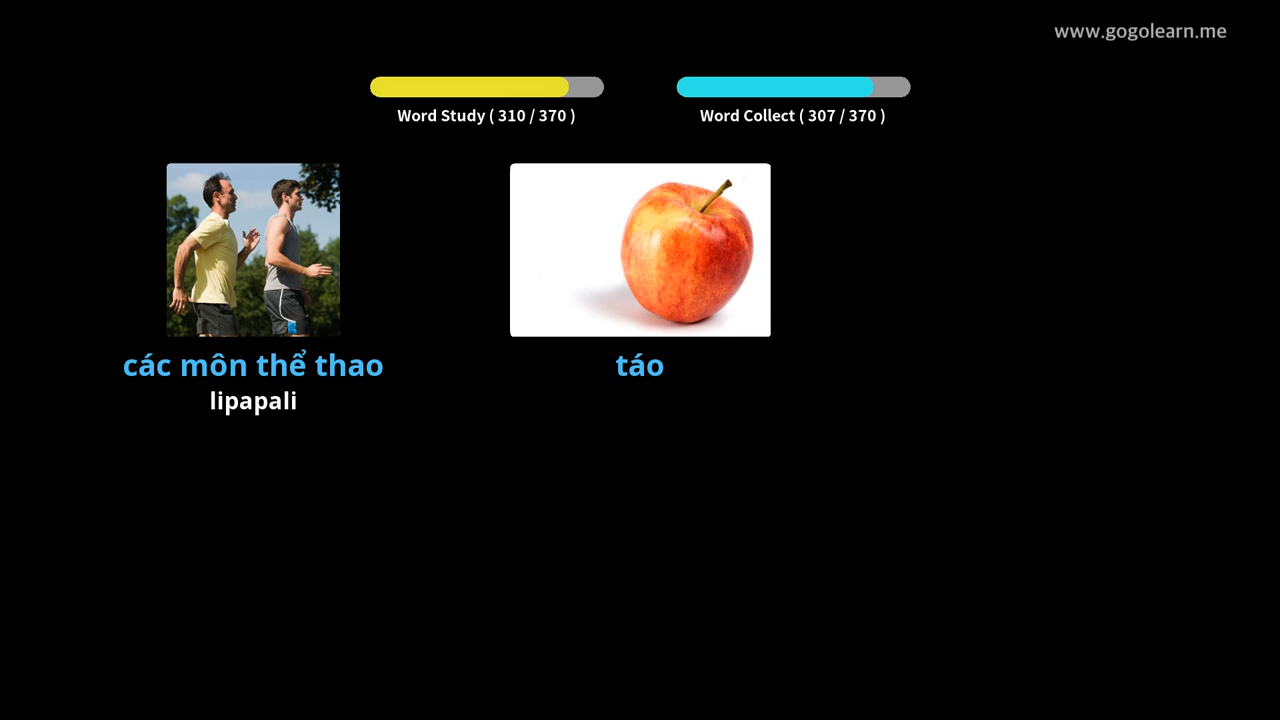 www.gogolearn.me
Word Study ( 310 / 370 )
Word Collect ( 307 / 370 )
các môn thể thao
lipapali
táo